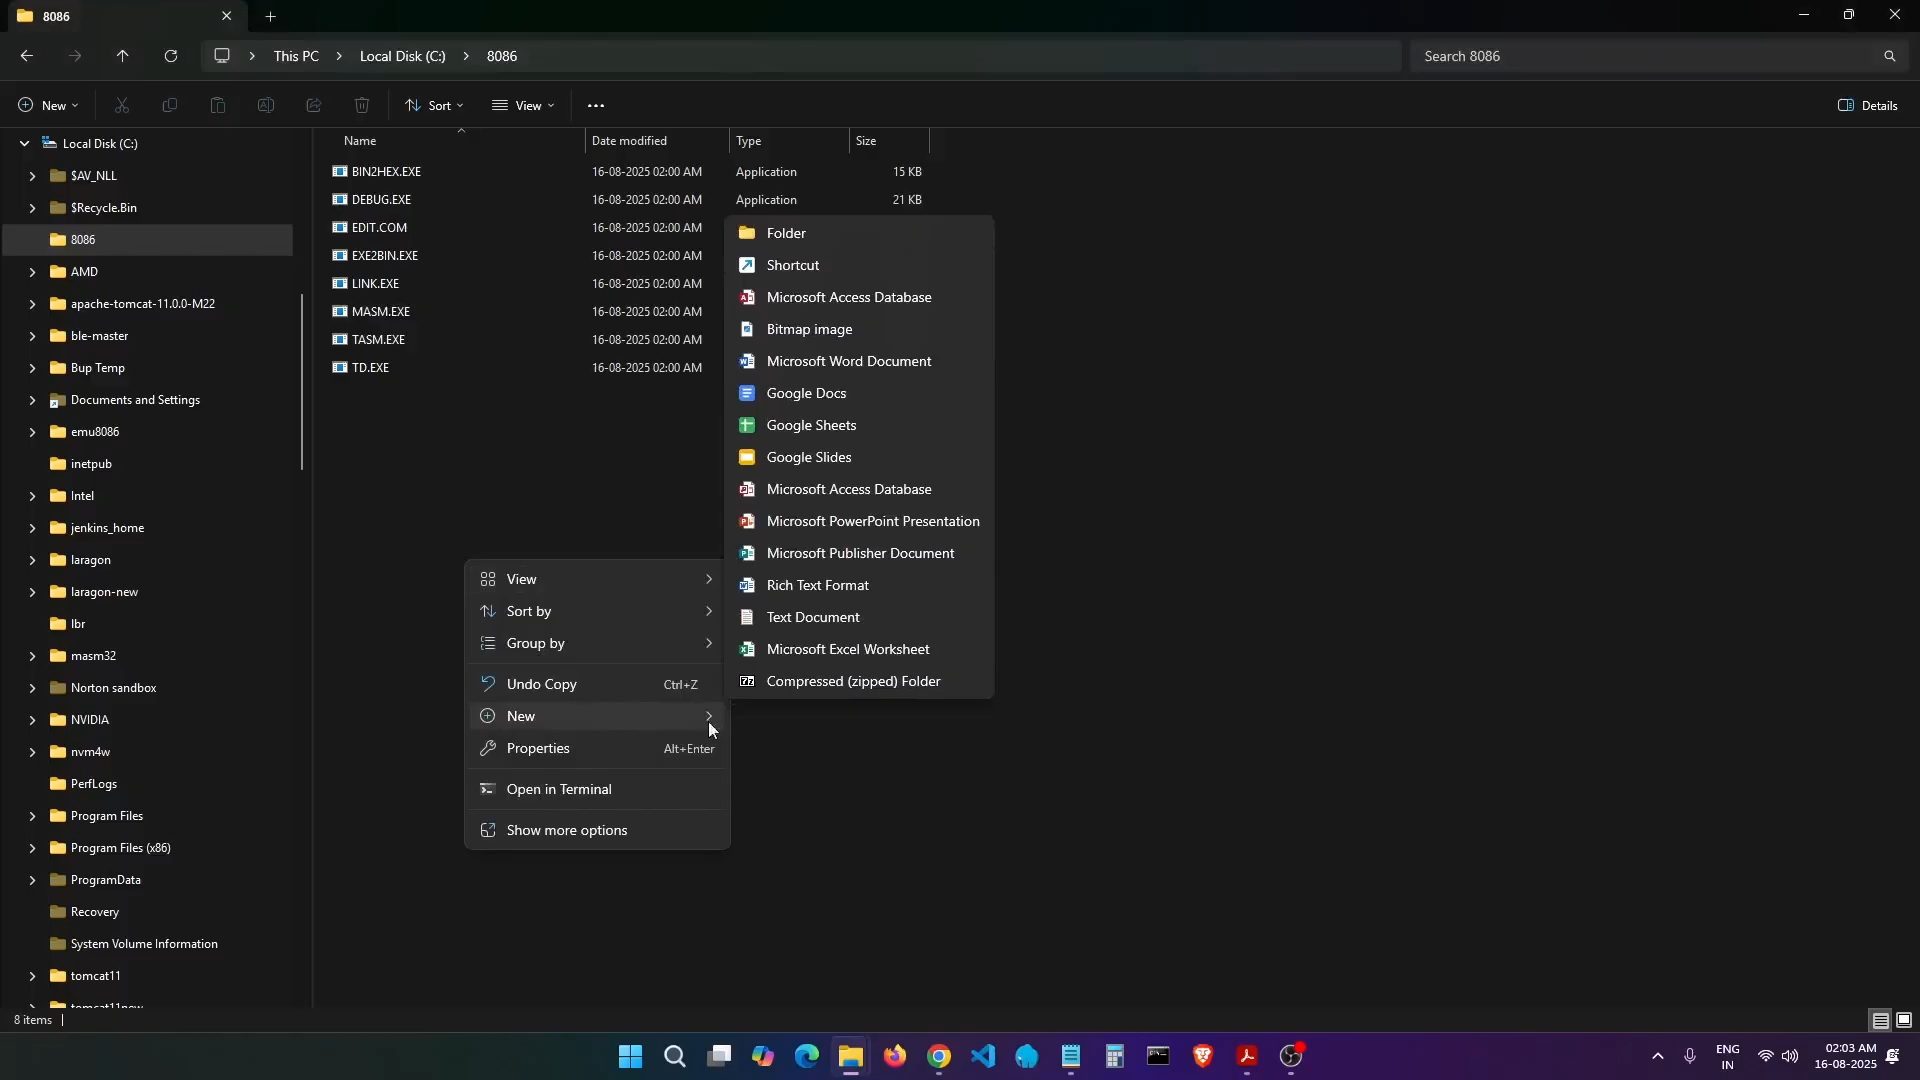 8086
This PC
Local Disk (C:)
8086
Search 8086
New
Sort
View
Details
Local Disk (C:)
$AV_NLL
$Recycle.Bin
8086
AMD
apache-tomcat-11.0.0-M22
ble-master
Bup Temp
Documents and Settings
emu8086
inetpub
Intel
jenkins_home
laragon
laragon-new
lbr
masm32
Norton sandbox
NVIDIA
nvm4w
PerfLogs
Program Files
Program Files (x86)
ProgramData
Recovery
System Volume Information
tomcat11
tomcat11new
Name Date modified Type Size
BIN2HEX.EXE 16-08-2025 02:00 AM Application 15 KB
DEBUG.EXE 16-08-2025 02:00 AM Application 21 KB
EDIT.COM 16-08-2025 02:00 AM
EXE2BIN.EXE 16-08-2025 02:00 AM
LINK.EXE 16-08-2025 02:00 AM
MASM.EXE 16-08-2025 02:00 AM
TASM.EXE 16-08-2025 02:00 AM
TD.EXE 16-08-2025 02:00 AM
Folder
Shortcut
Microsoft Access Database
Bitmap image
Microsoft Word Document
Google Docs
Google Sheets
Google Slides
Microsoft Access Database
Microsoft PowerPoint Presentation
Microsoft Publisher Document
Rich Text Format
Text Document
Microsoft Excel Worksheet
Compressed (zipped) Folder
View
Sort by
Group by
Undo Copy Ctrl+Z
New
Properties Alt+Enter
Open in Terminal
Show more options
8 items
ENG
IN
02:03 AM
16-08-2025